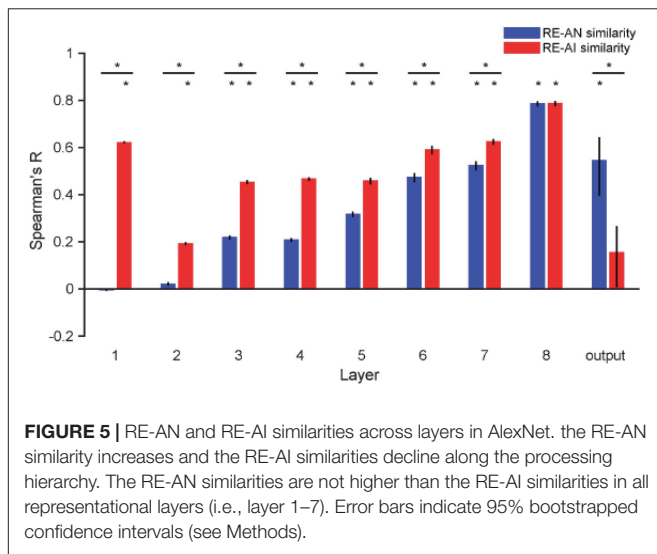 RE-AN similarity
RE-AI similarity
1
0.8
0.6
0.4
0.2
0
-0.2
Spearman's R
* * * * * * * *
* * * * * * * * * * * * * * *
1 2 3 4 5 6 7 8 output
Layer
FIGURE 5 | RE-AN and RE-AI similarities across layers in AlexNet. the RE-AN
similarity increases and the RE-AI similarities decline along the processing
hierarchy. The RE-AN similarities are not higher than the RE-AI similarities in all
representational layers (i.e., layer 1–7). Error bars indicate 95% bootstrapped
confidence intervals (see Methods).